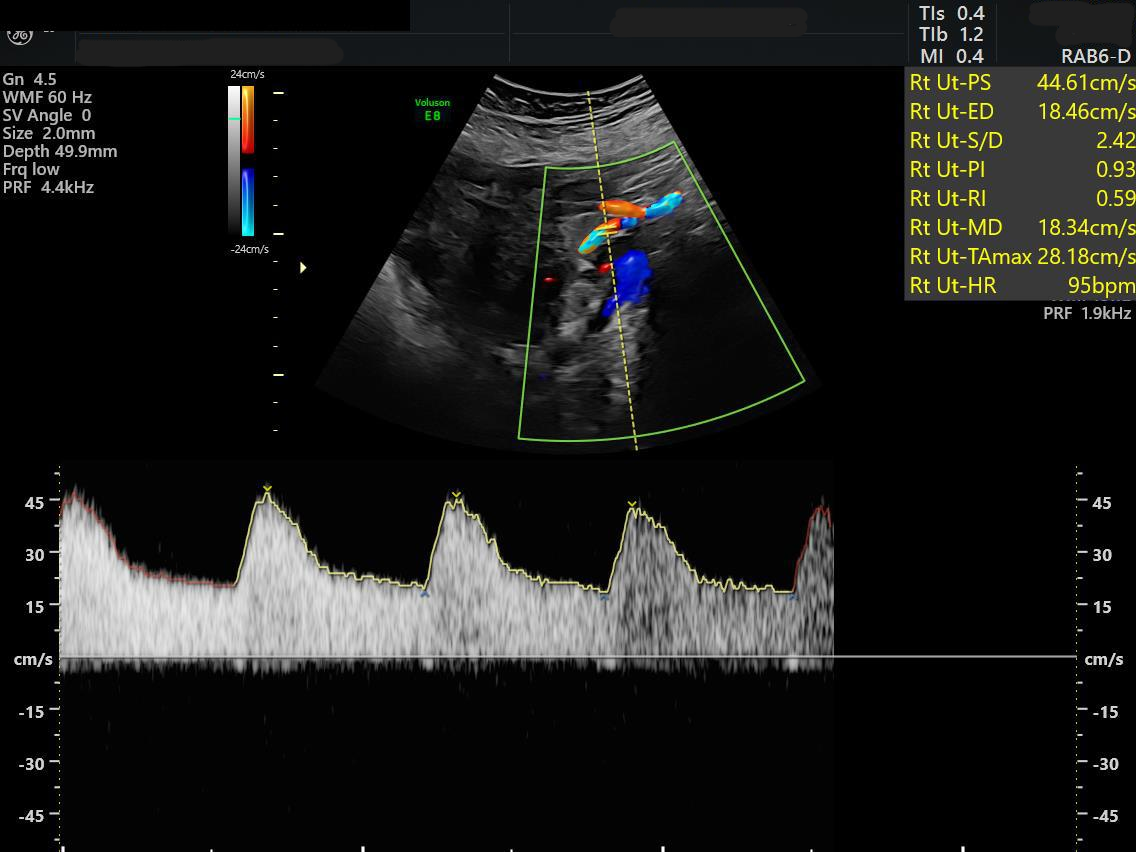 TIs 0.4
TIb 1.2
MI 0.4
RAB6-D
Gn 4.5
WMF 60 Hz
SV Angle 0
Size 2.0mm
Depth 49.9mm
Frq low
PRF 4.4kHz
24cm/s
-24cm/s
Voluson
E8
Rt Ut-PS 44.61cm/s
Rt Ut-ED 18.46cm/s
Rt Ut-S/D 2.42
Rt Ut-PI 0.93
Rt Ut-RI 0.59
Rt Ut-MD 18.34cm/s
Rt Ut-TAmax 28.18cm/s
Rt Ut-HR 95bpm
PRF 1.9kHz
45 45
30 30
15 15
cm/s cm/s
-15 -15
-30 -30
-45 -45